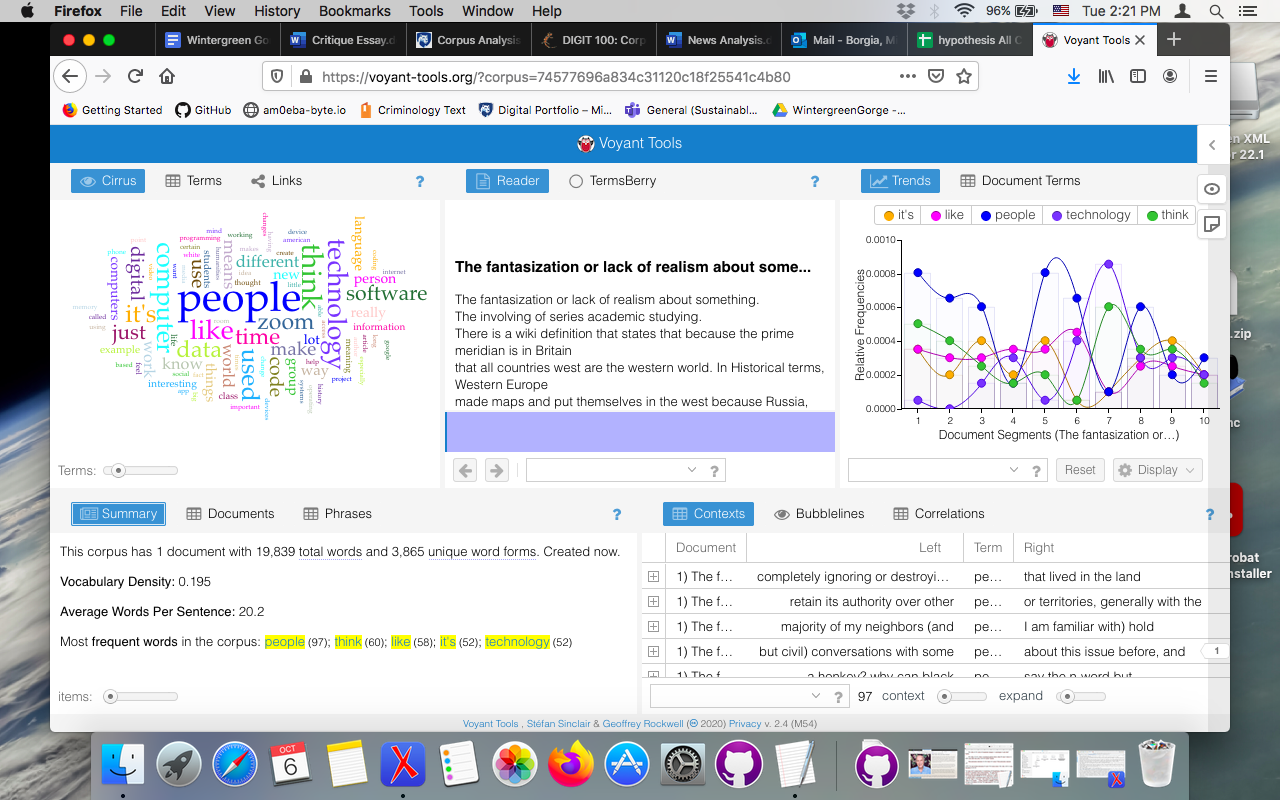 Firefox File Edit View History Bookmarks Tools Window Help 96% Tue 2:21 PM
Wintergreen Go Critique Essay.d Corpus Analysis DIGIT 100: Corp News Analysis.d Mail - Borgia, M hypothesis All C Voyant Tools
https://voyant-tools.org/?corpus=74577696a834c31120c18f25541c4b80
Getting Started GitHub am0eba-byte.io Criminology Text Digital Portfolio – Mi... General (Sustainabl... WintergreenGorge -...
Voyant Tools
Cirrus Terms Links ?
people
technology
think
like
computer
software
zoom
time
data
used
code
it's
just
digital
use
means
different
new
language
person
really
information
lot
make
meaning
way
group
world
things
know
work
life
students
computers
example
interesting
important
class
thought
project
system
binary
help
article
google
internet
american
device
create
makes
idea
little
working
mind
programming
certain
white
want
phone
called
using
based
feel
social
app
memory
changes
Terms:
Reader TermsBerry ?
The fantasization or lack of realism about some...
The fantasization or lack of realism about something.
The involving of series academic studying.
There is a wiki definition that states that because the prime
meridian is in Britain
that all countries west are the western world. In Historical terms,
Western Europe
made maps and put themselves in the west because Russia,
?
Trends Document Terms
it's like people technology think
Relative Frequencies
0.0010
0.0008
0.0006
0.0004
0.0002
0.0000
1 2 3 4 5 6 7 8 9 10
Document Segments (The fantasization or...)
? Reset Display
Summary Documents Phrases ?
This corpus has 1 document with 19,839 total words and 3,865 unique word forms. Created now.
Vocabulary Density: 0.195
Average Words Per Sentence: 20.2
Most frequent words in the corpus: people (97); think (60); like (58); it's (52); technology (52)
items:
Contexts Bubblelines Correlations ?
Document Left Term Right
1) The f... completely ignoring or destroyi... pe... that lived in the land
1) The f... retain its authority over other pe... or territories, generally with the
1) The f... majority of my neighbors (and pe... I am familiar with) hold
1) The f... but civil) conversations with some pe... about this issue before, and
1) The f... a honkey? why can black pe... say the n word but
1
? 97 context expand
Voyant Tools , Stéfan Sinclair & Geoffrey Rockwell (2020) Privacy v. 2.4 (M54)
n XML
r 22.1
.zip
nc
robat
nstaller
OCT
6